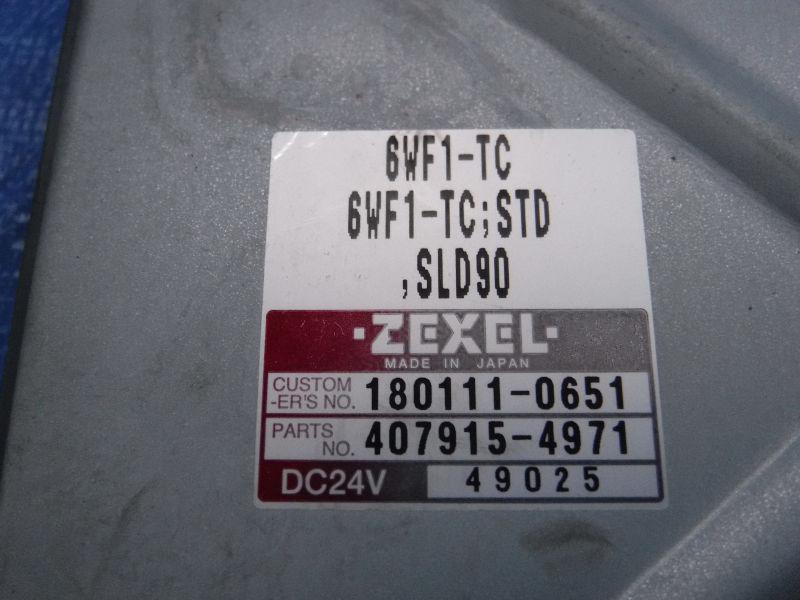 6WF1-TC
6WF1-TC;STD
,SLD90
·ZEXEL·
MADE IN JAPAN
CUSTOM
-ER'S NO. 180111-0651
PARTS
NO. 407915-4971
DC24V 49025